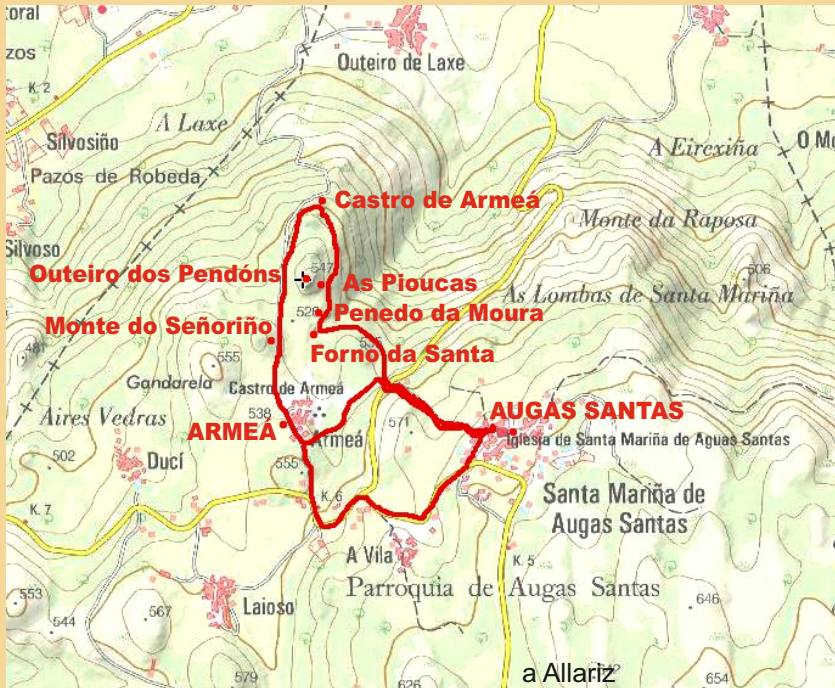 oral
Outeiro de Laxe
zos
K. 2
A Laxe
Silvosiño
A Eirexiña
O Mo
Pazos de Robeda
Castro de Armeá
Monte da Raposa
Silvoso
Outeiro dos Pendóns
547
As Pioucas
506
As Lombas de Santa Mariña
Penedo da Moura
526
Monte do Señoriño
535
Forno da Santa
481
555
Gandarela
Castro de Armeá
Aires Vedras
538
571
AUGAS SANTAS
ARMEÁ
Armeá
Iglesia de Santa Mariña de Aguas Santas
502
Ducí
555
K. 6
Santa Mariña de
Augas Santas
K. 7
A Vila
K. 5
Parroquia de Augas Santas
553
567
Laioso
646
544
a Allariz
579
626
654